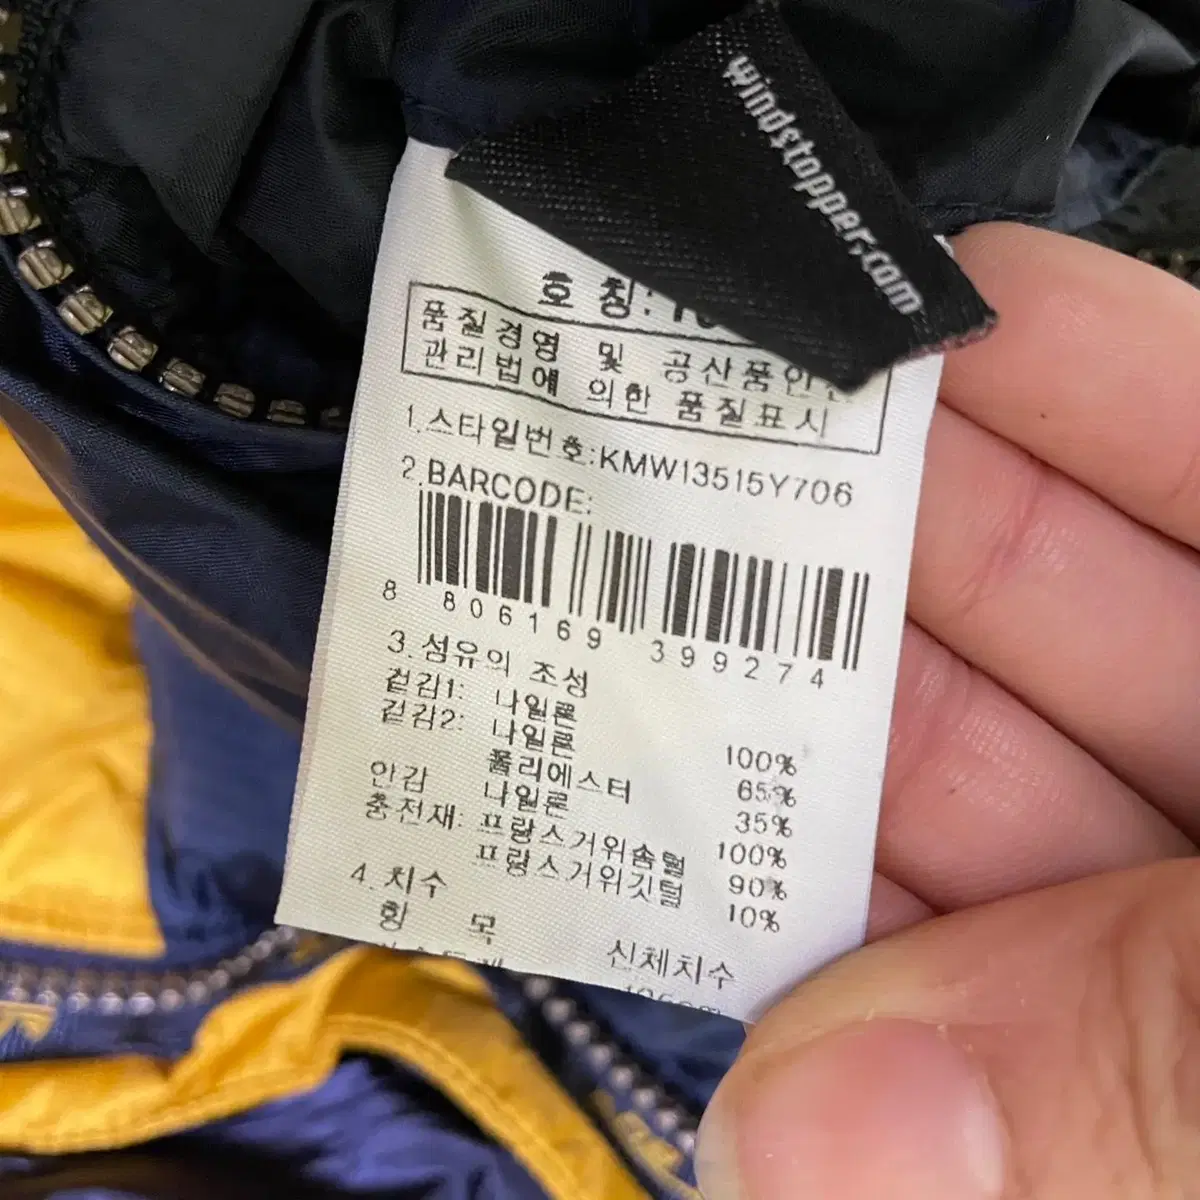 windstopper.com
호 칭:
품질경영 및 공산품안전
관리법에 의한 품질표시
1.스타일번호:KMW13515Y706
2.BARCODE:
8 806169 399274
3.섬유의 조성
겉감1: 나일론 100%
겉감2: 나일론 65%
폴리에스터 35%
안감 나일론 100%
충전재: 프랑스거위솜털 90%
프랑스거위깃털 10%
4.치수
항 목 신체치수